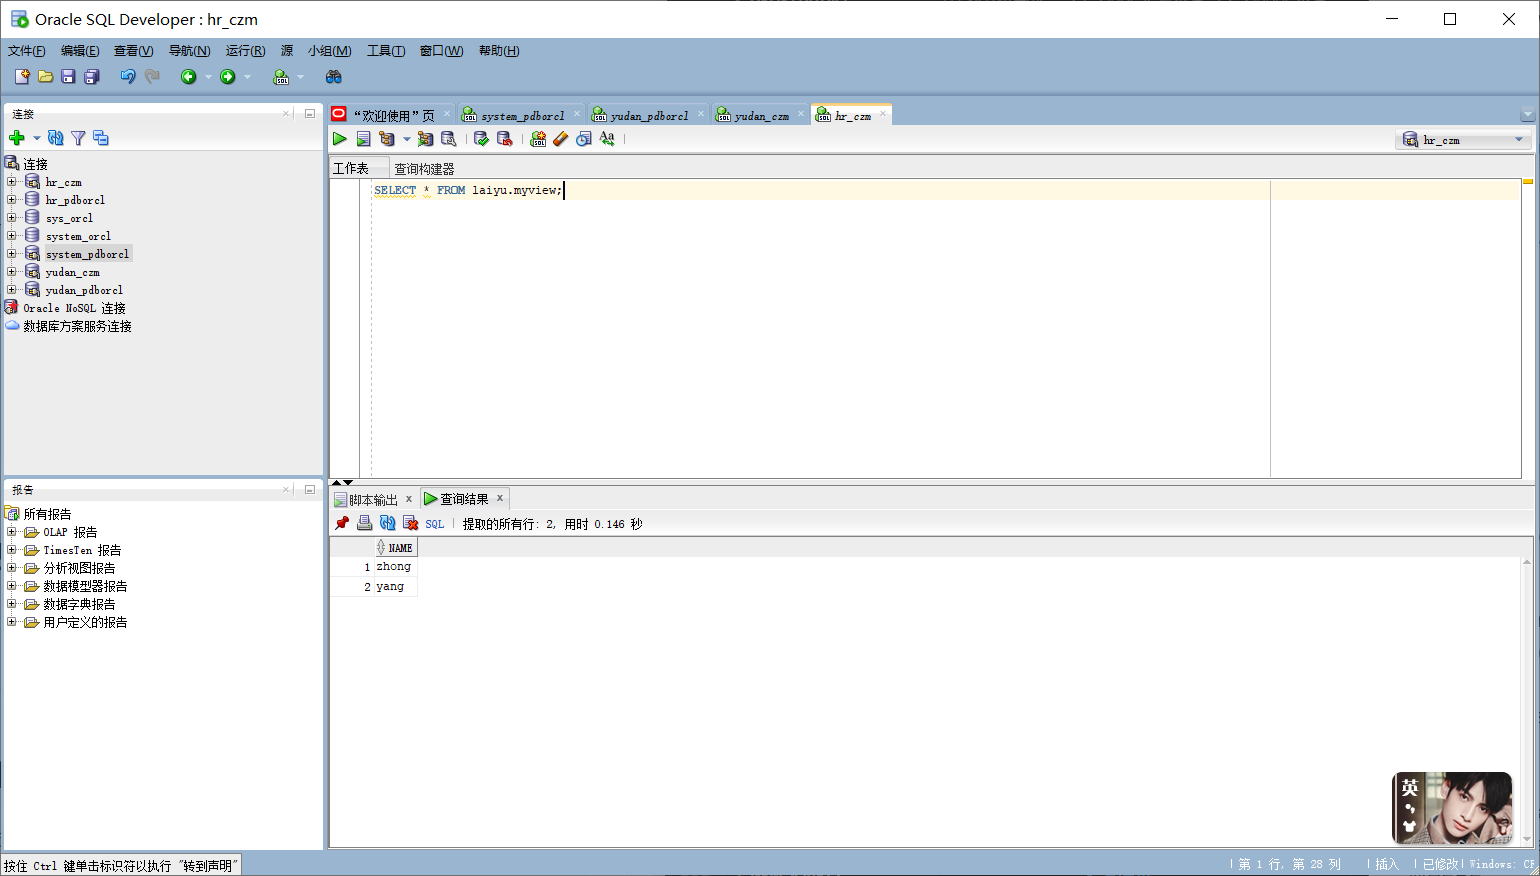 Oracle SQL Developer : hr_czm
文件(F) 编辑(E) 查看(V) 导航(N) 运行(R) 源 小组(M) 工具(T) 窗口(W) 帮助(H)
连接
连接
hr_czm
hr_pdborcl
sys_orcl
system_orcl
system_pdborcl
yudan_czm
yudan_pdborcl
Oracle NoSQL 连接
数据库方案服务连接
报告
所有报告
OLAP 报告
TimesTen 报告
分析视图报告
数据模型器报告
数据字典报告
用户定义的报告
“欢迎使用”页 system_pdborcl yudan_pdborcl yudan_czm hr_czm
hr_czm
工作表 查询构建器
SELECT * FROM laiyu.myview;
脚本输出 查询结果
SQL 提取的所有行: 2, 用时 0.146 秒
NAME
1 zhong
2 yang
英
按住 Ctrl 键单击标识符以执行 "转到声明"
第 1 行, 第 28 列 插入 已修改 Windows: CR